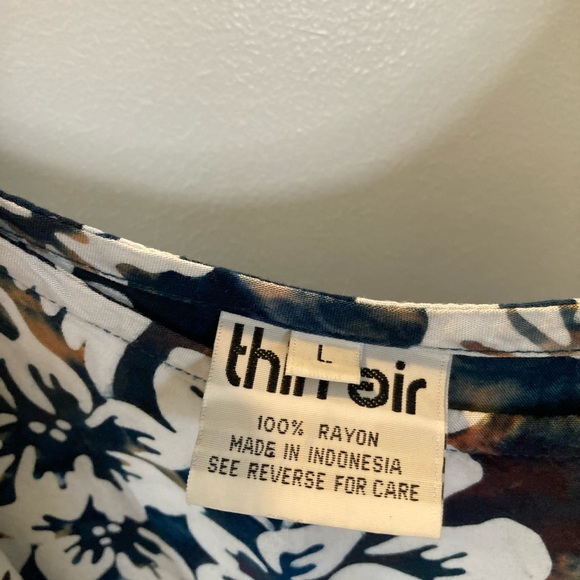 thin air
L
100% RAYON
MADE IN INDONESIA
SEE REVERSE FOR CARE